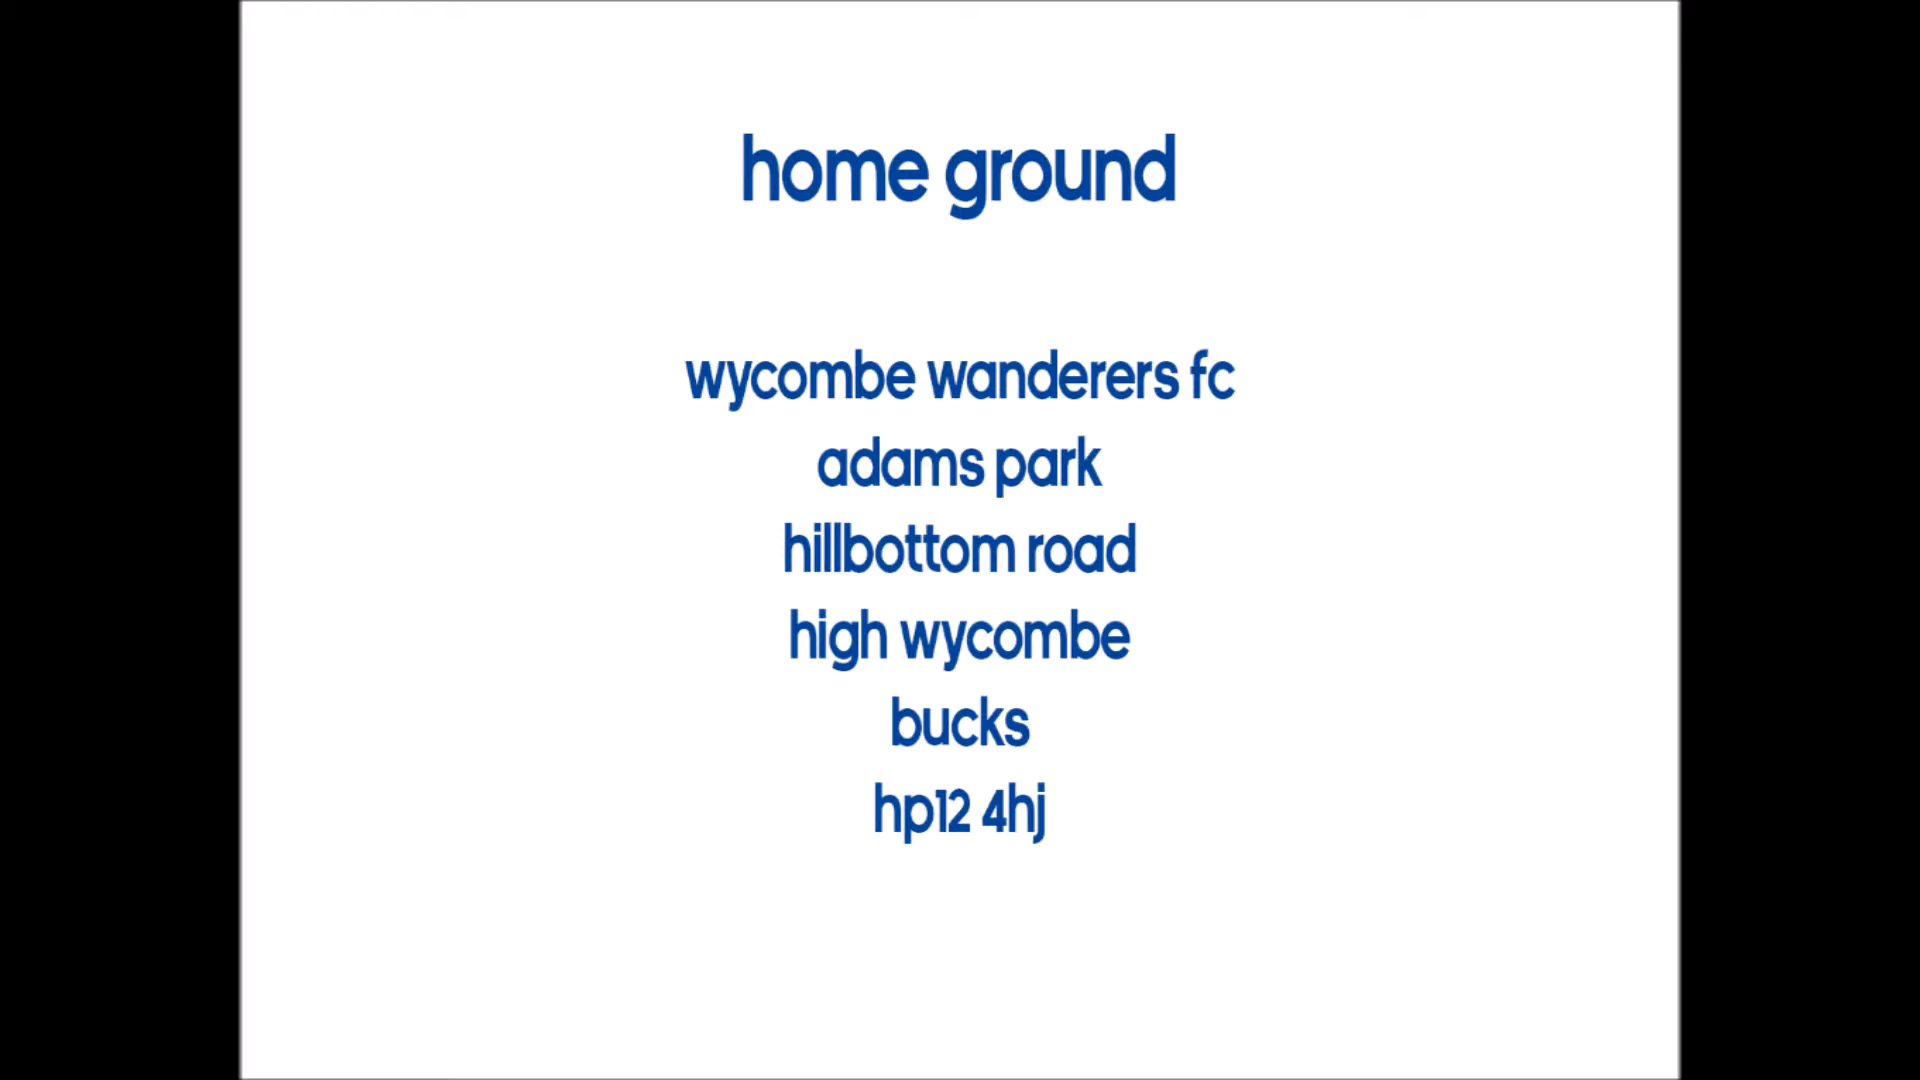 home ground
wycombe wanderers fc
adams park
hillbottom road
high wycombe
bucks
hp12 4hj